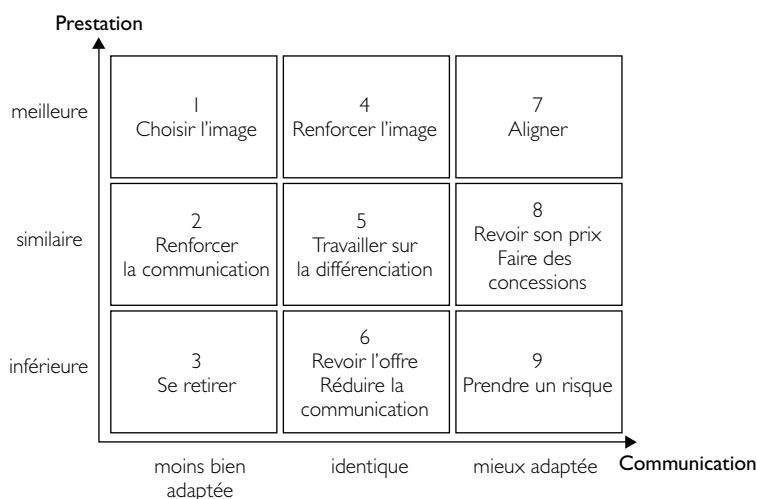 Prestation
meilleure
1
Choisir l’image
4
Renforcer l’image
7
Aligner
similaire
2
Renforcer
la communication
5
Travailler sur
la différenciation
8
Revoir son prix
Faire des
concessions
inférieure
3
Se retirer
6
Revoir l’offre
Réduire la
communication
9
Prendre un risque
moins bien
adaptée
identique
mieux adaptée
Communication